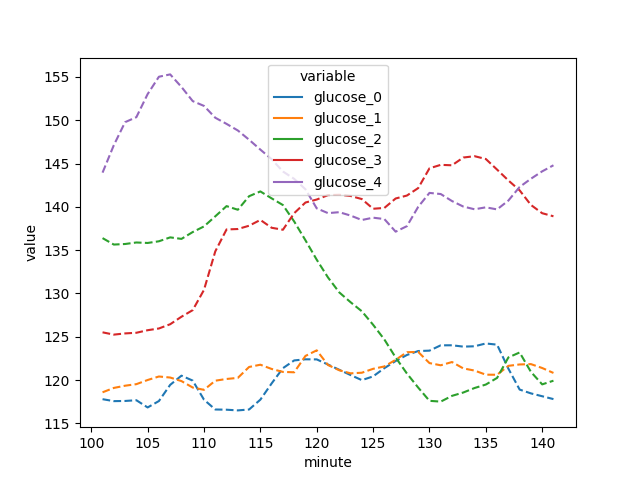 variable
glucose_0
glucose_1
glucose_2
glucose_3
glucose_4
155
150
145
140
135
130
125
120
115
value
100 105 110 115 120 125 130 135 140
minute